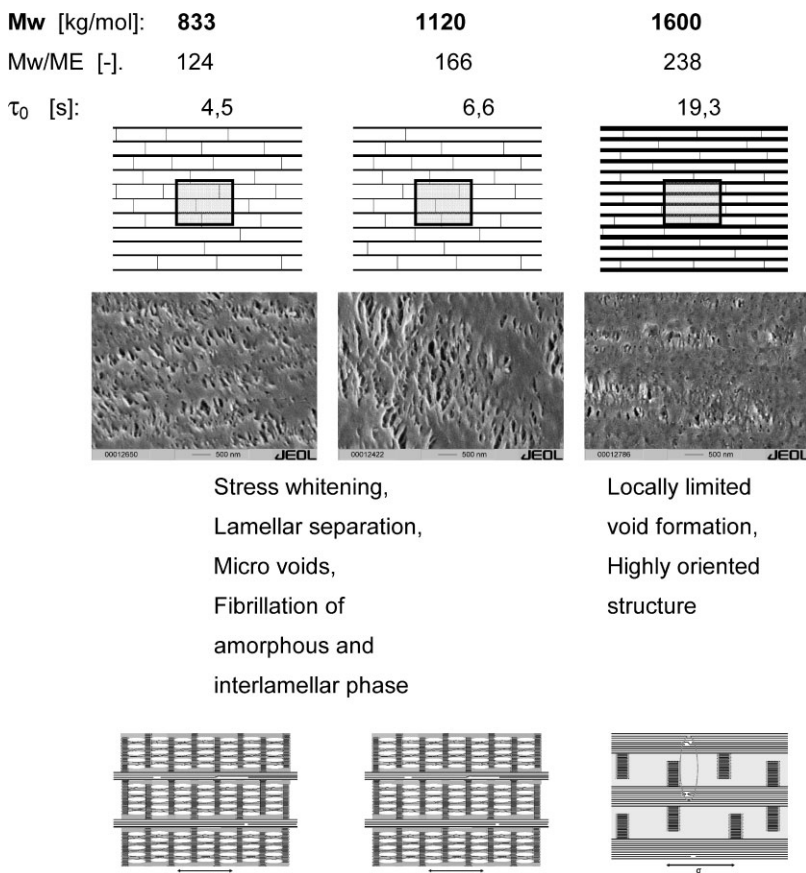 Mw [kg/mol]: 833 1120 1600
Mw/ME [-]. 124 166 238
τ₀ [s]: 4,5 6,6 19,3
00012650 500 nm JEOL
00012422 500 nm JEOL
00012786 500 nm JEOL
Stress whitening,
Lamellar separation,
Micro voids,
Fibrillation of
amorphous and
interlamellar phase
Locally limited
void formation,
Highly oriented
structure
σ